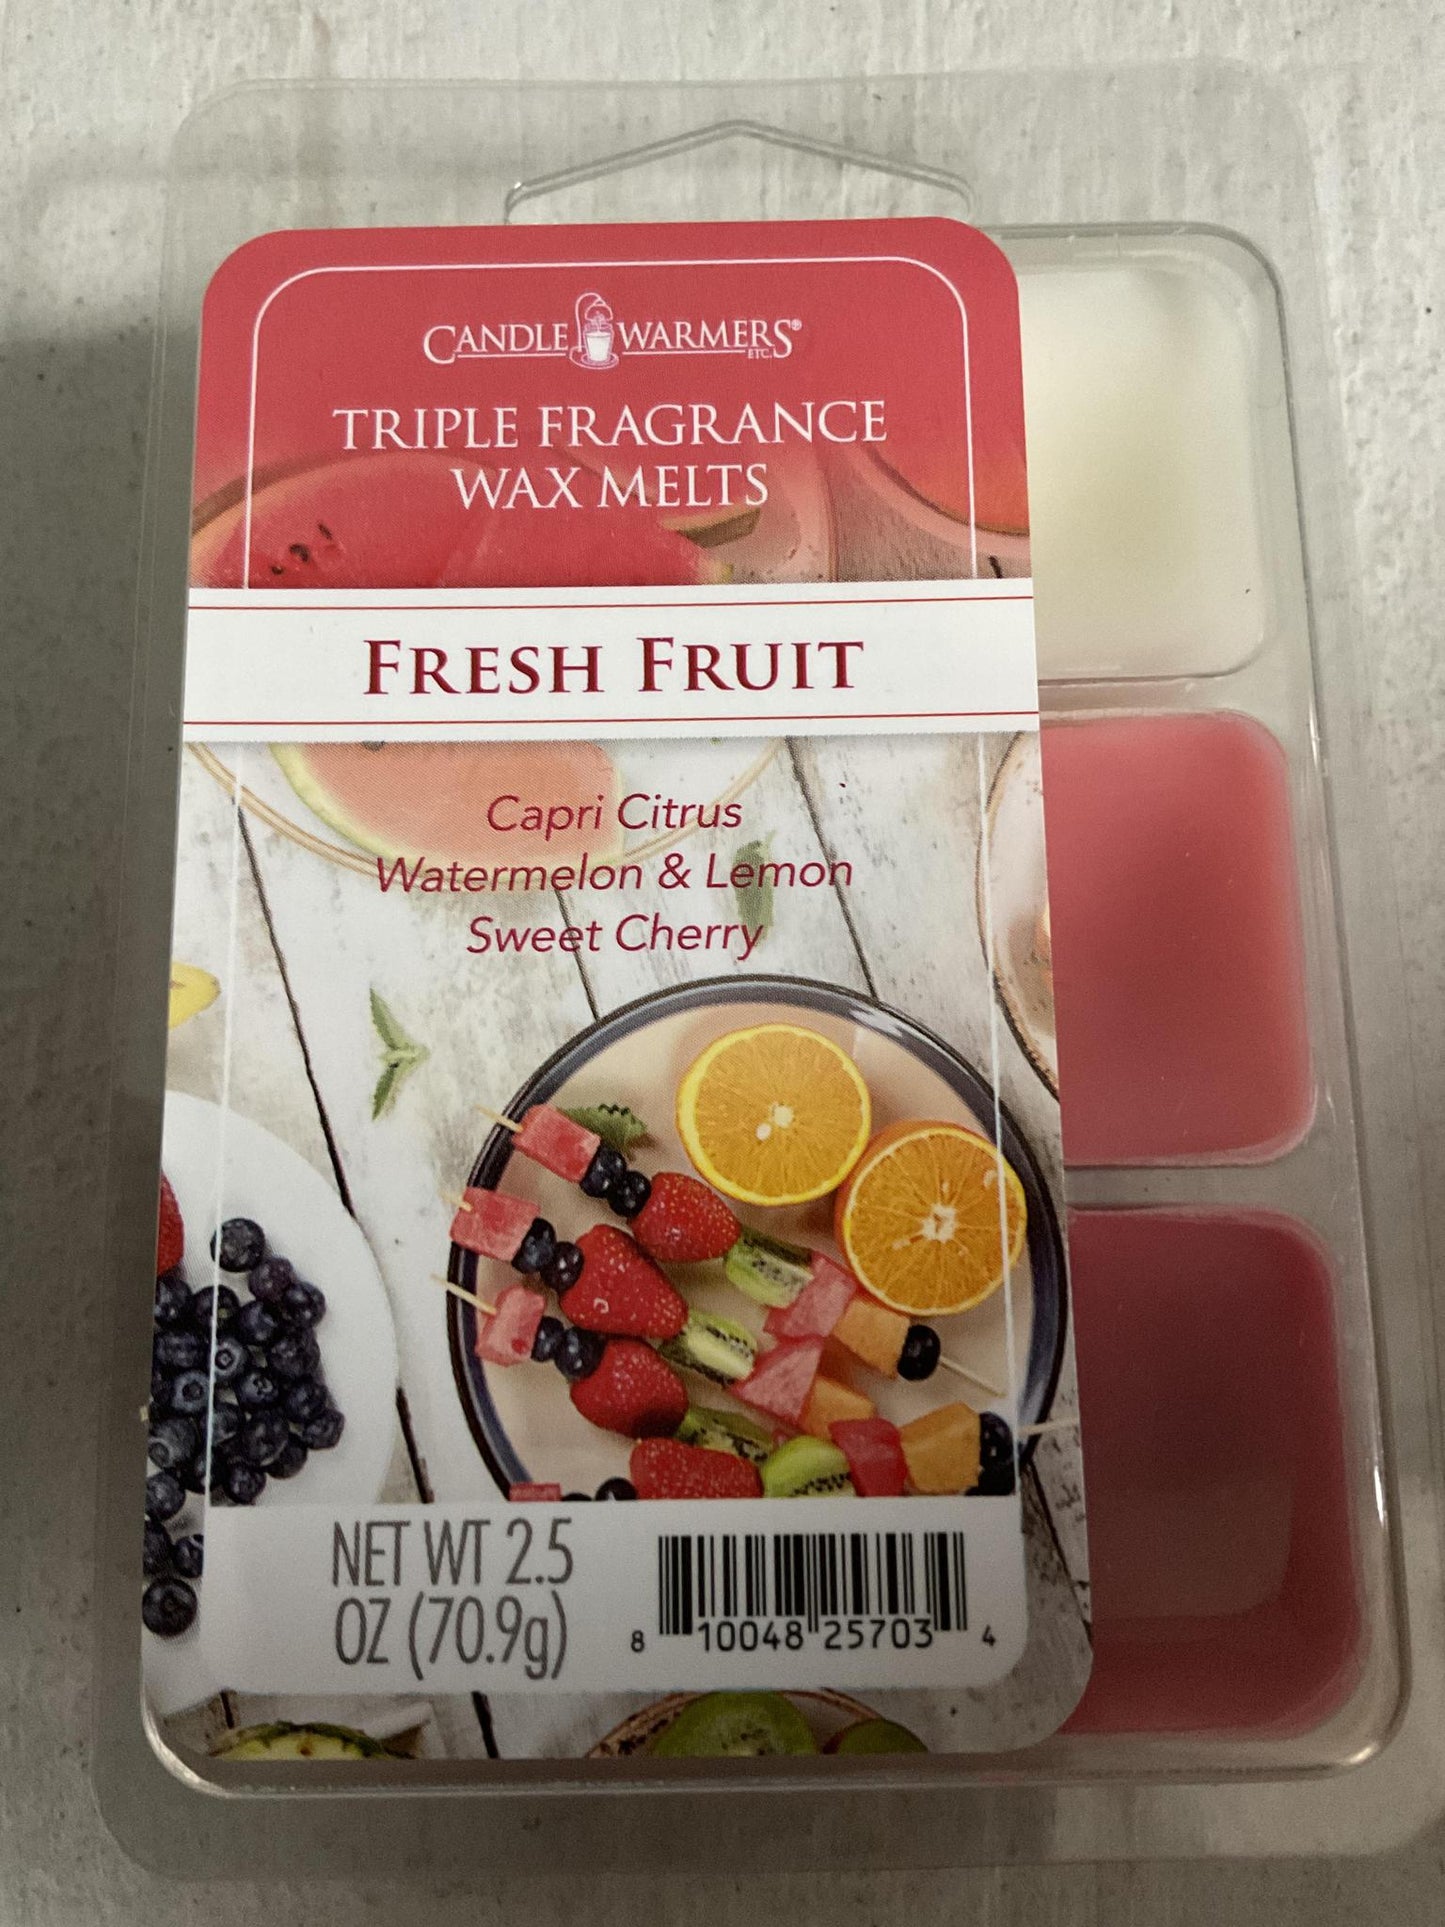 CANDLE WARMERS®
ETC.
TRIPLE FRAGRANCE
WAX MELTS
FRESH FRUIT
Capri Citrus
Watermelon & Lemon
Sweet Cherry
NET WT 2.5
OZ (70.9g)
8 10048 25703 4